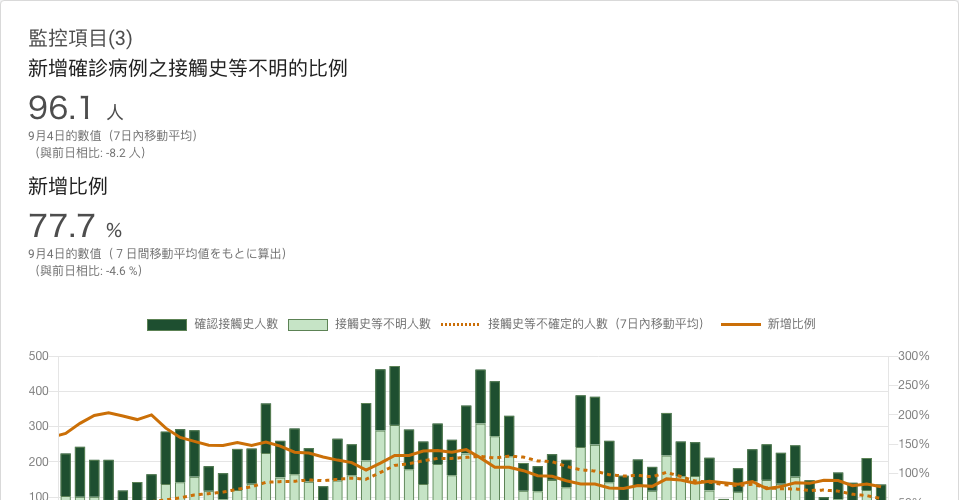 監控項目(3)
新增確診病例之接觸史等不明的比例
96.1 人
9月4日的數值（7日內移動平均）
（與前日相比: -8.2 人）
新增比例
77.7 %
9月4日的數值（ 7 日間移動平均値をもとに算出）
（與前日相比: -4.6 %）
確認接觸史人數 接觸史等不明人數 接觸史等不確定的人數（7日內移動平均） 新增比例
500 300%
250%
400
200%
300
150%
200
100%
100